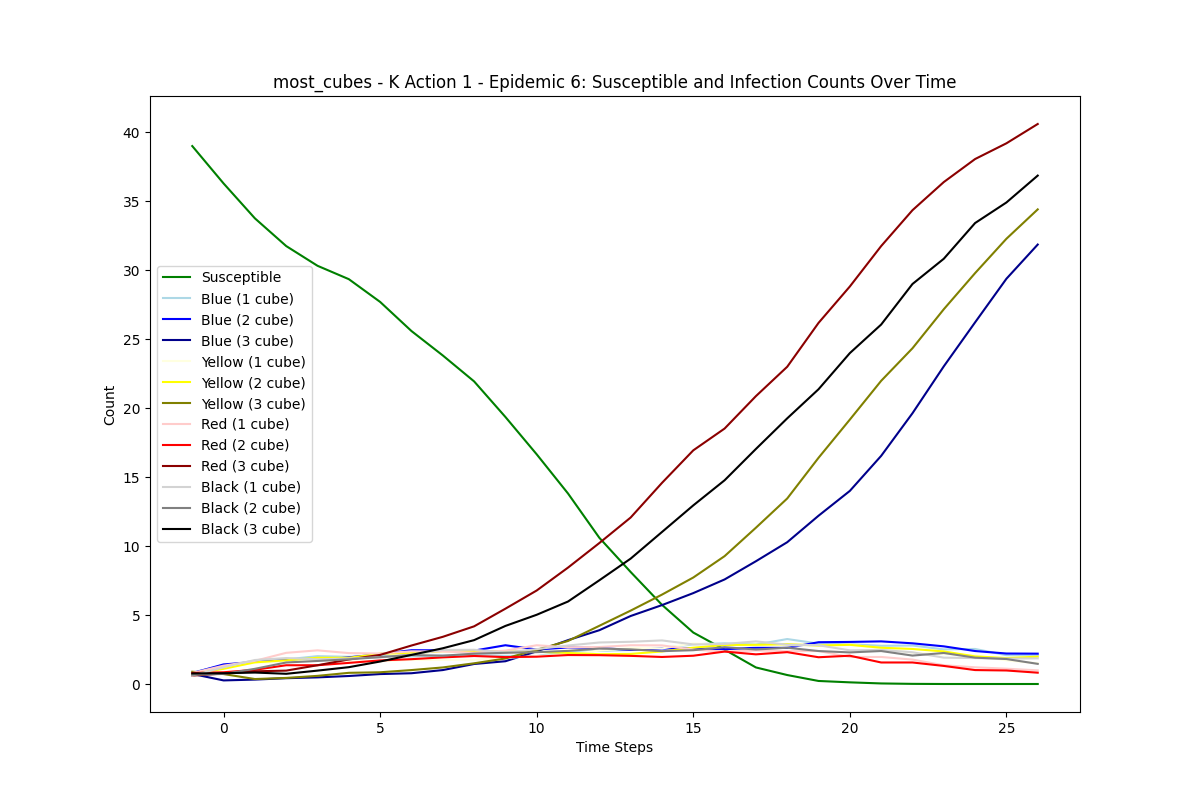 most_cubes - K Action 1 - Epidemic 6: Susceptible and Infection Counts Over Time
Count
40
35
30
25
20
15
10
5
0
Susceptible
Blue (1 cube)
Blue (2 cube)
Blue (3 cube)
Yellow (1 cube)
Yellow (2 cube)
Yellow (3 cube)
Red (1 cube)
Red (2 cube)
Red (3 cube)
Black (1 cube)
Black (2 cube)
Black (3 cube)
0 5 10 15 20 25
Time Steps